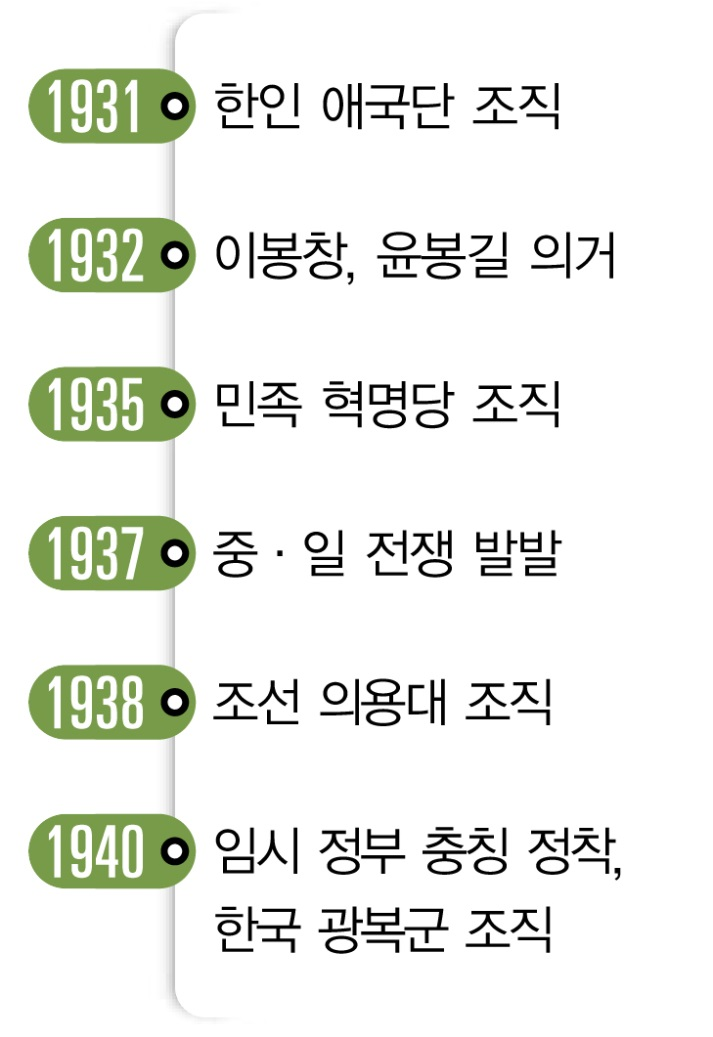 1931 한인 애국단 조직
1932 이봉창, 윤봉길 의거
1935 민족 혁명당 조직
1937 중·일 전쟁 발발
1938 조선 의용대 조직
1940 임시 정부 충칭 정착,
한국 광복군 조직